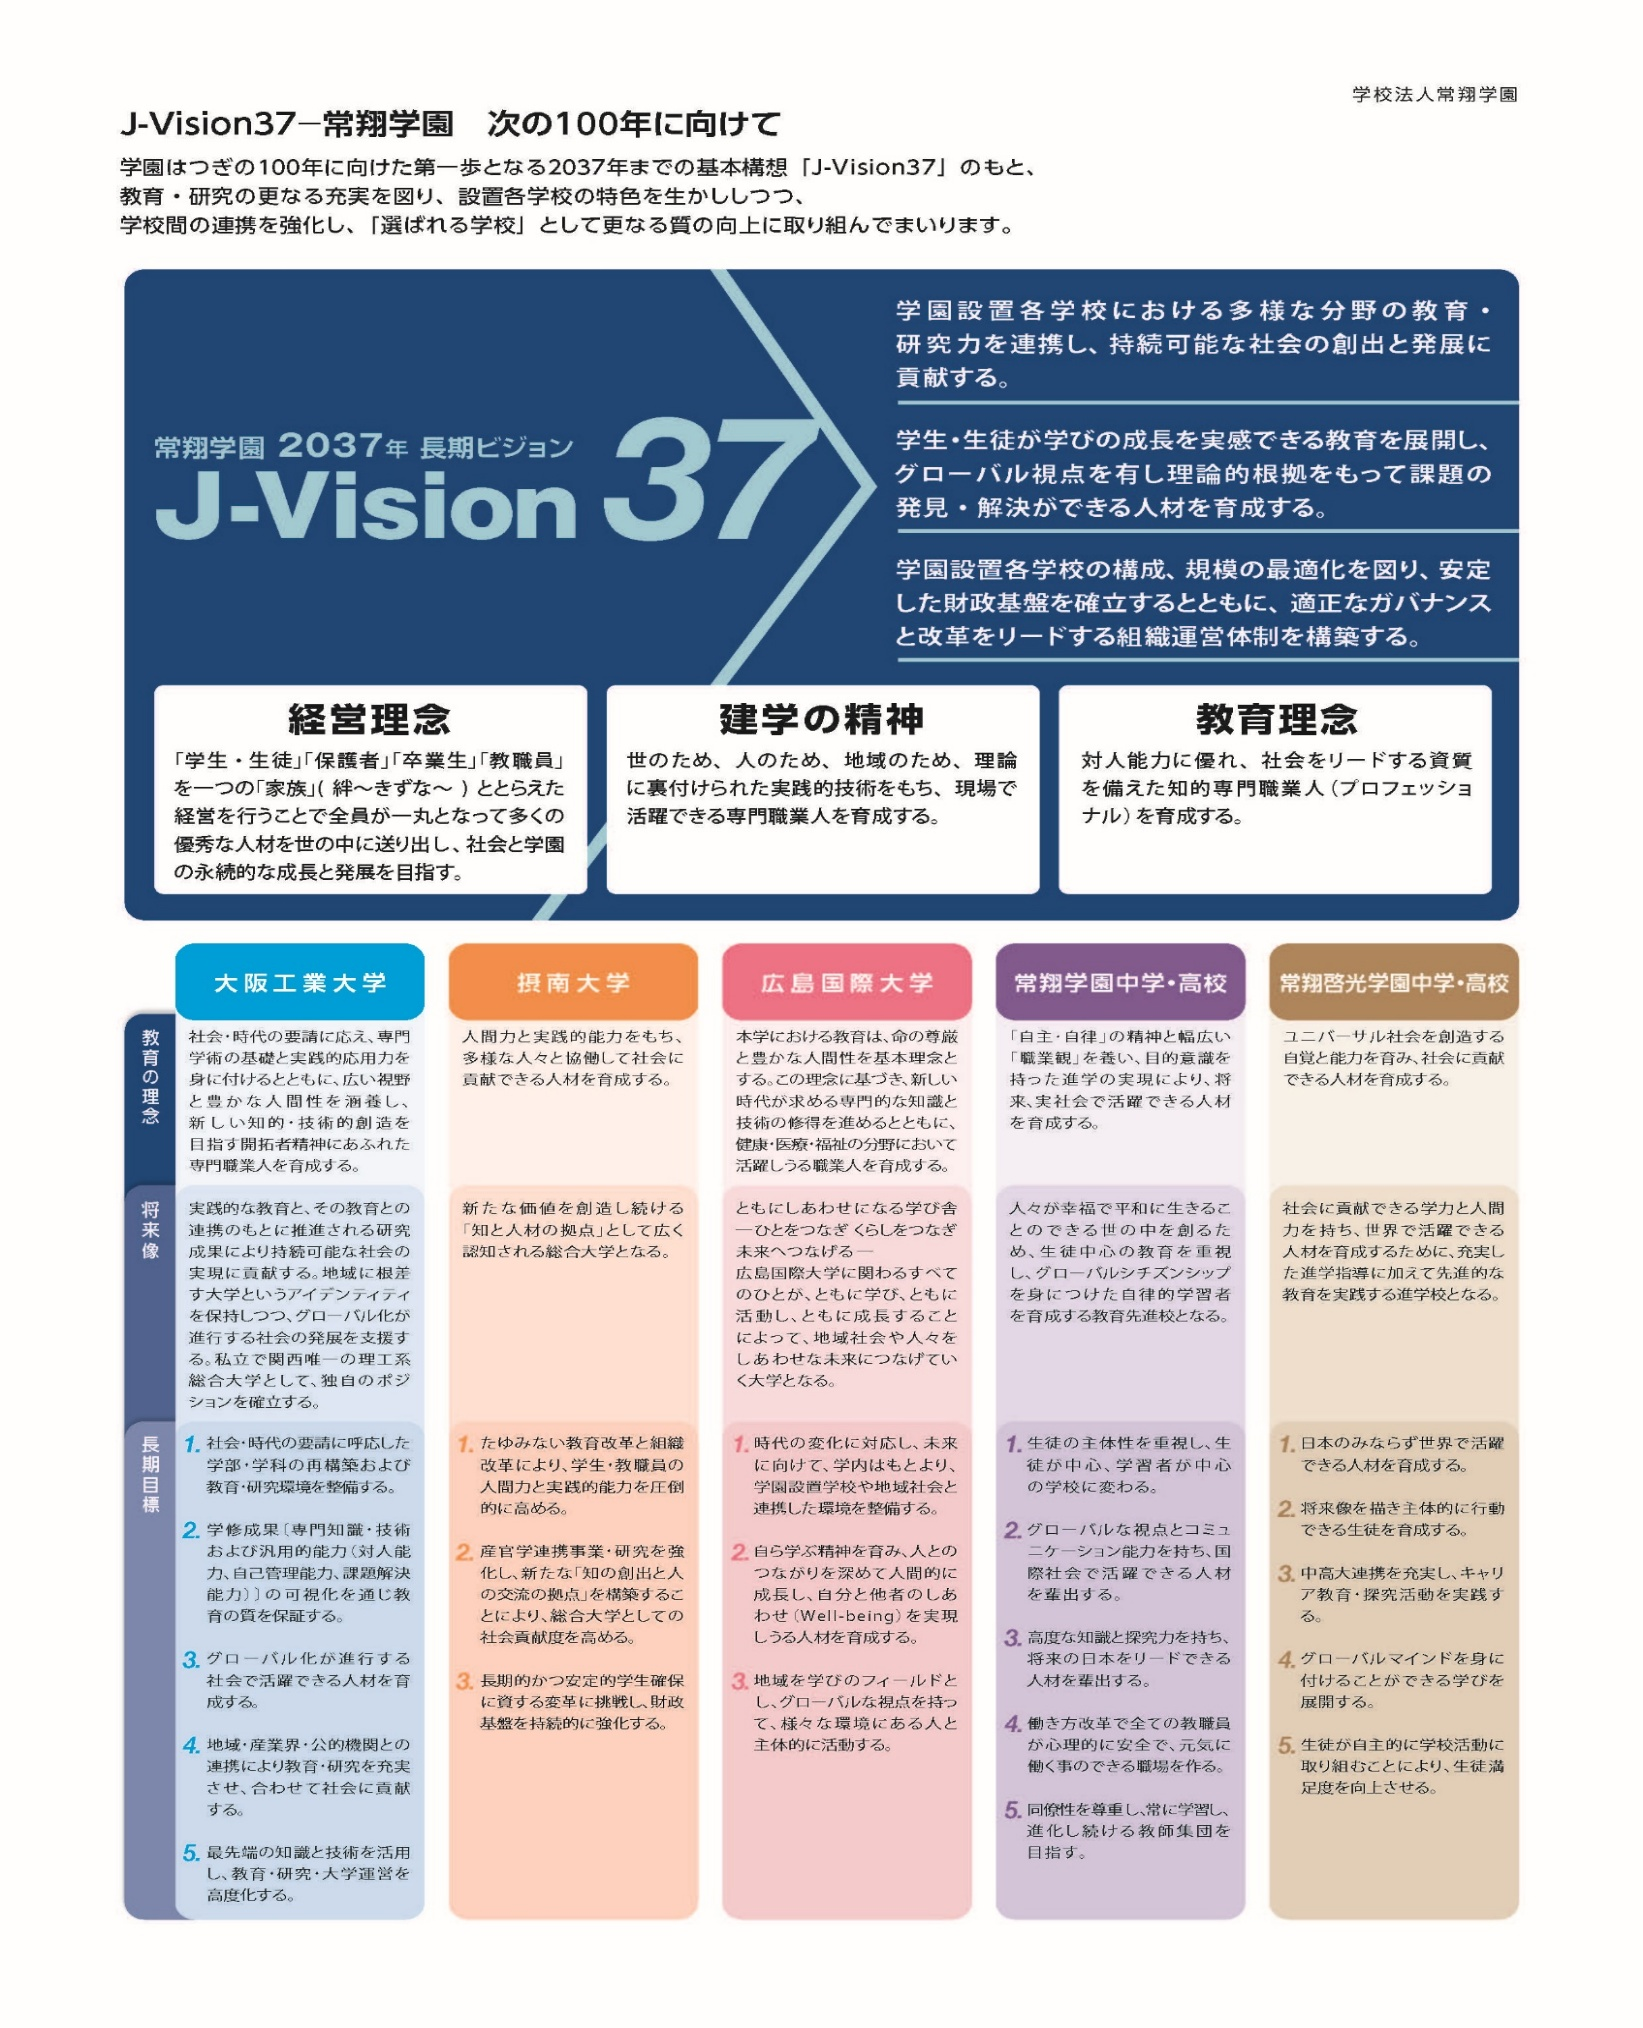 学校法人常翔学園
J-Vision37―常翔学園　次の100年に向けて
学園はつぎの100年に向けた第一歩となる2037年までの基本構想「J-Vision37」のもと、
教育・研究の更なる充実を図り、設置各学校の特色を生かししつつ、
学校間の連携を強化し、「選ばれる学校」として更なる質の向上に取り組んでまいります。
常翔学園 2037年 長期ビジョン
J-Vision 37
学園設置各学校における多様な分野の教育・
研究力を連携し、持続可能な社会の創出と発展に
貢献する。
学生・生徒が学びの成長を実感できる教育を展開し、
グローバル視点を有し理論的根拠をもって課題の
発見・解決ができる人材を育成する。
学園設置各学校の構成、規模の最適化を図り、安定
した財政基盤を確立するとともに、適正なガバナンス
と改革をリードする組織運営体制を構築する。
経営理念
「学生・生徒」「保護者」「卒業生」「教職員」
を一つの「家族」( 絆～きずな～ ) ととらえた
経営を行うことで全員が一丸となって多くの
優秀な人材を世の中に送り出し、社会と学園
の永続的な成長と発展を目指す。
建学の精神
世のため、人のため、地域のため、理論
に裏付けられた実践的技術をもち、現場で
活躍できる専門職業人を育成する。
教育理念
対人能力に優れ、社会をリードする資質
を備えた知的専門職業人（プロフェッショ
ナル）を育成する。
教育の理念
将来像
長期目標
大阪工業大学
社会・時代の要請に応え、専門
学術の基礎と実践的応用力を
身に付けるとともに、広い視野
と豊かな人間性を涵養し、
新しい知的・技術的創造を
目指す開拓者精神にあふれた
専門職業人を育成する。
実践的な教育と、その教育との
連携のもとに推進される研究
成果により持続可能な社会の
実現に貢献する。地域に根差
す大学というアイデンティティ
を保持しつつ、グローバル化が
進行する社会の発展を支援す
る。私立で関西唯一の理工系
総合大学として、独自のポジ
ションを確立する。
1. 社会・時代の要請に呼応した
学部・学科の再構築および
教育・研究環境を整備する。
2. 学修成果〔専門知識・技術
および汎用的能力（対人能
力、自己管理能力、課題解決
能力）〕の可視化を通じ教
育の質を保証する。
3. グローバル化が進行する
社会で活躍できる人材を育
成する。
4. 地域・産業界・公的機関との
連携により教育・研究を充実
させ、合わせて社会に貢献
する。
5. 最先端の知識と技術を活用
し、教育・研究・大学運営を
高度化する。
摂南大学
人間力と実践的能力をもち、
多様な人々と協働して社会に
貢献できる人材を育成する。
新たな価値を創造し続ける
「知と人材の拠点」として広く
認知される総合大学となる。
1. たゆみない教育改革と組織
改革により、学生・教職員の
人間力と実践的能力を圧倒
的に高める。
2. 産官学連携事業・研究を強
化し、新たな「知の創出と人
の交流の拠点」を構築するこ
とにより、総合大学としての
社会貢献度を高める。
3. 長期的かつ安定的学生確保
に資する変革に挑戦し、財政
基盤を持続的に強化する。
広島国際大学
本学における教育は、命の尊厳
と豊かな人間性を基本理念と
する。この理念に基づき、新しい
時代が求める専門的な知識と
技術の修得を進めるとともに、
健康・医療・福祉の分野において
活躍しうる職業人を育成する。
ともにしあわせになる学び舎
―ひとをつなぎ くらしをつなぎ
未来へつなげる―
広島国際大学に関わるすべて
のひとが、ともに学び、ともに
活動し、ともに成長すること
によって、地域社会や人々を
しあわせな未来につなげてい
く大学となる。
1. 時代の変化に対応し、未来
に向けて、学内はもとより、
学園設置学校や地域社会と
連携した環境を整備する。
2. 自ら学ぶ精神を育み、人との
つながりを深めて人間的に
成長し、自分と他者のしあ
わせ（Well-being）を実現
しうる人材を育成する。
3. 地域を学びのフィールドと
し、グローバルな視点を持っ
て、様々な環境にある人と
主体的に活動する。
常翔学園中学・高校
「自主・自律」の精神と幅広い
「職業観」を養い、目的意識を
持った進学の実現により、将
来、実社会で活躍できる人材
を育成する。
人々が幸福で平和に生きるこ
とのできる世の中を創るた
め、生徒中心の教育を重視
し、グローバルシチズンシップ
を身につけた自律的学習者
を育成する教育先進校となる。
1. 生徒の主体性を重視し、生
徒が中心、学習者が中心
の学校に変わる。
2. グローバルな視点とコミュ
ニケーション能力を持ち、国
際社会で活躍できる人材
を輩出する。
3. 高度な知識と探究力を持ち、
将来の日本をリードできる
人材を輩出する。
4. 働き方改革で全ての教職員
が心理的に安全で、元気に
働く事のできる職場を作る。
5. 同僚性を尊重し、常に学習し、
進化し続ける教師集団を
目指す。
常翔啓光学園中学・高校
ユニバーサル社会を創造する
自覚と能力を育み、社会に貢献
できる人材を育成する。
社会に貢献できる学力と人間
力を持ち、世界で活躍できる
人材を育成するために、充実し
た進学指導に加えて先進的な
教育を実践する進学校となる。
1. 日本のみならず世界で活躍
できる人材を育成する。
2. 将来像を描き主体的に行動
できる生徒を育成する。
3. 中高大連携を充実し、キャリ
ア教育・探究活動を実践す
る。
4. グローバルマインドを身に
付けることができる学びを
展開する。
5. 生徒が自主的に学校活動に
取り組むことにより、生徒満
足度を向上させる。